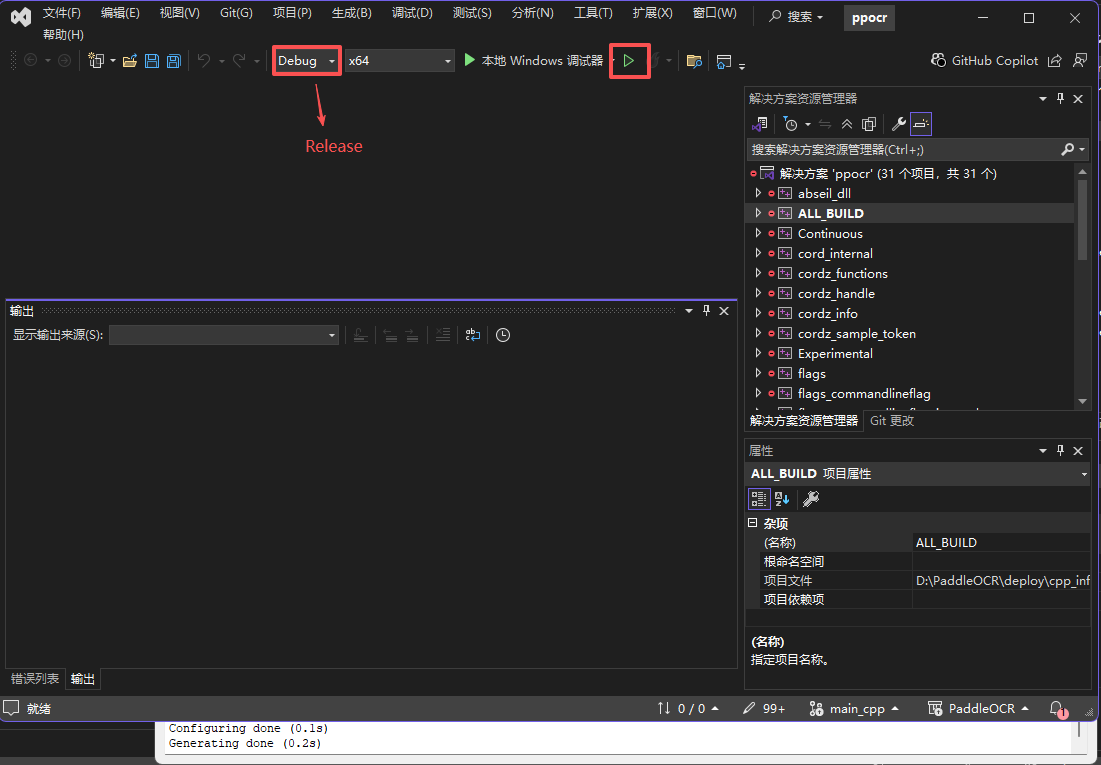 文件(F) 编辑(E) 视图(V) Git(G) 项目(P) 生成(B) 调试(D) 测试(S) 分析(N) 工具(T) 扩展(X) 窗口(W) 搜索 ppocr
帮助(H)
Debug x64 本地 Windows 调试器 GitHub Copilot
Release
解决方案资源管理器
搜索解决方案资源管理器(Ctrl+;)
解决方案 'ppocr' (31 个项目，共 31 个)
abseil_dll
ALL_BUILD
Continuous
cord_internal
cordz_functions
cordz_handle
cordz_info
cordz_sample_token
Experimental
flags
flags_commandlineflag
解决方案资源管理器 Git 更改
输出
显示输出来源(S):
属性
ALL_BUILD 项目属性
杂项
(名称) ALL_BUILD
根命名空间
项目文件 D:\PaddleOCR\deploy\cpp_inf
项目依赖项
(名称)
指定项目名称。
错误列表 输出
就绪 0 / 0 99+ main_cpp PaddleOCR 1
Configuring done (0.1s)
Generating done (0.2s)